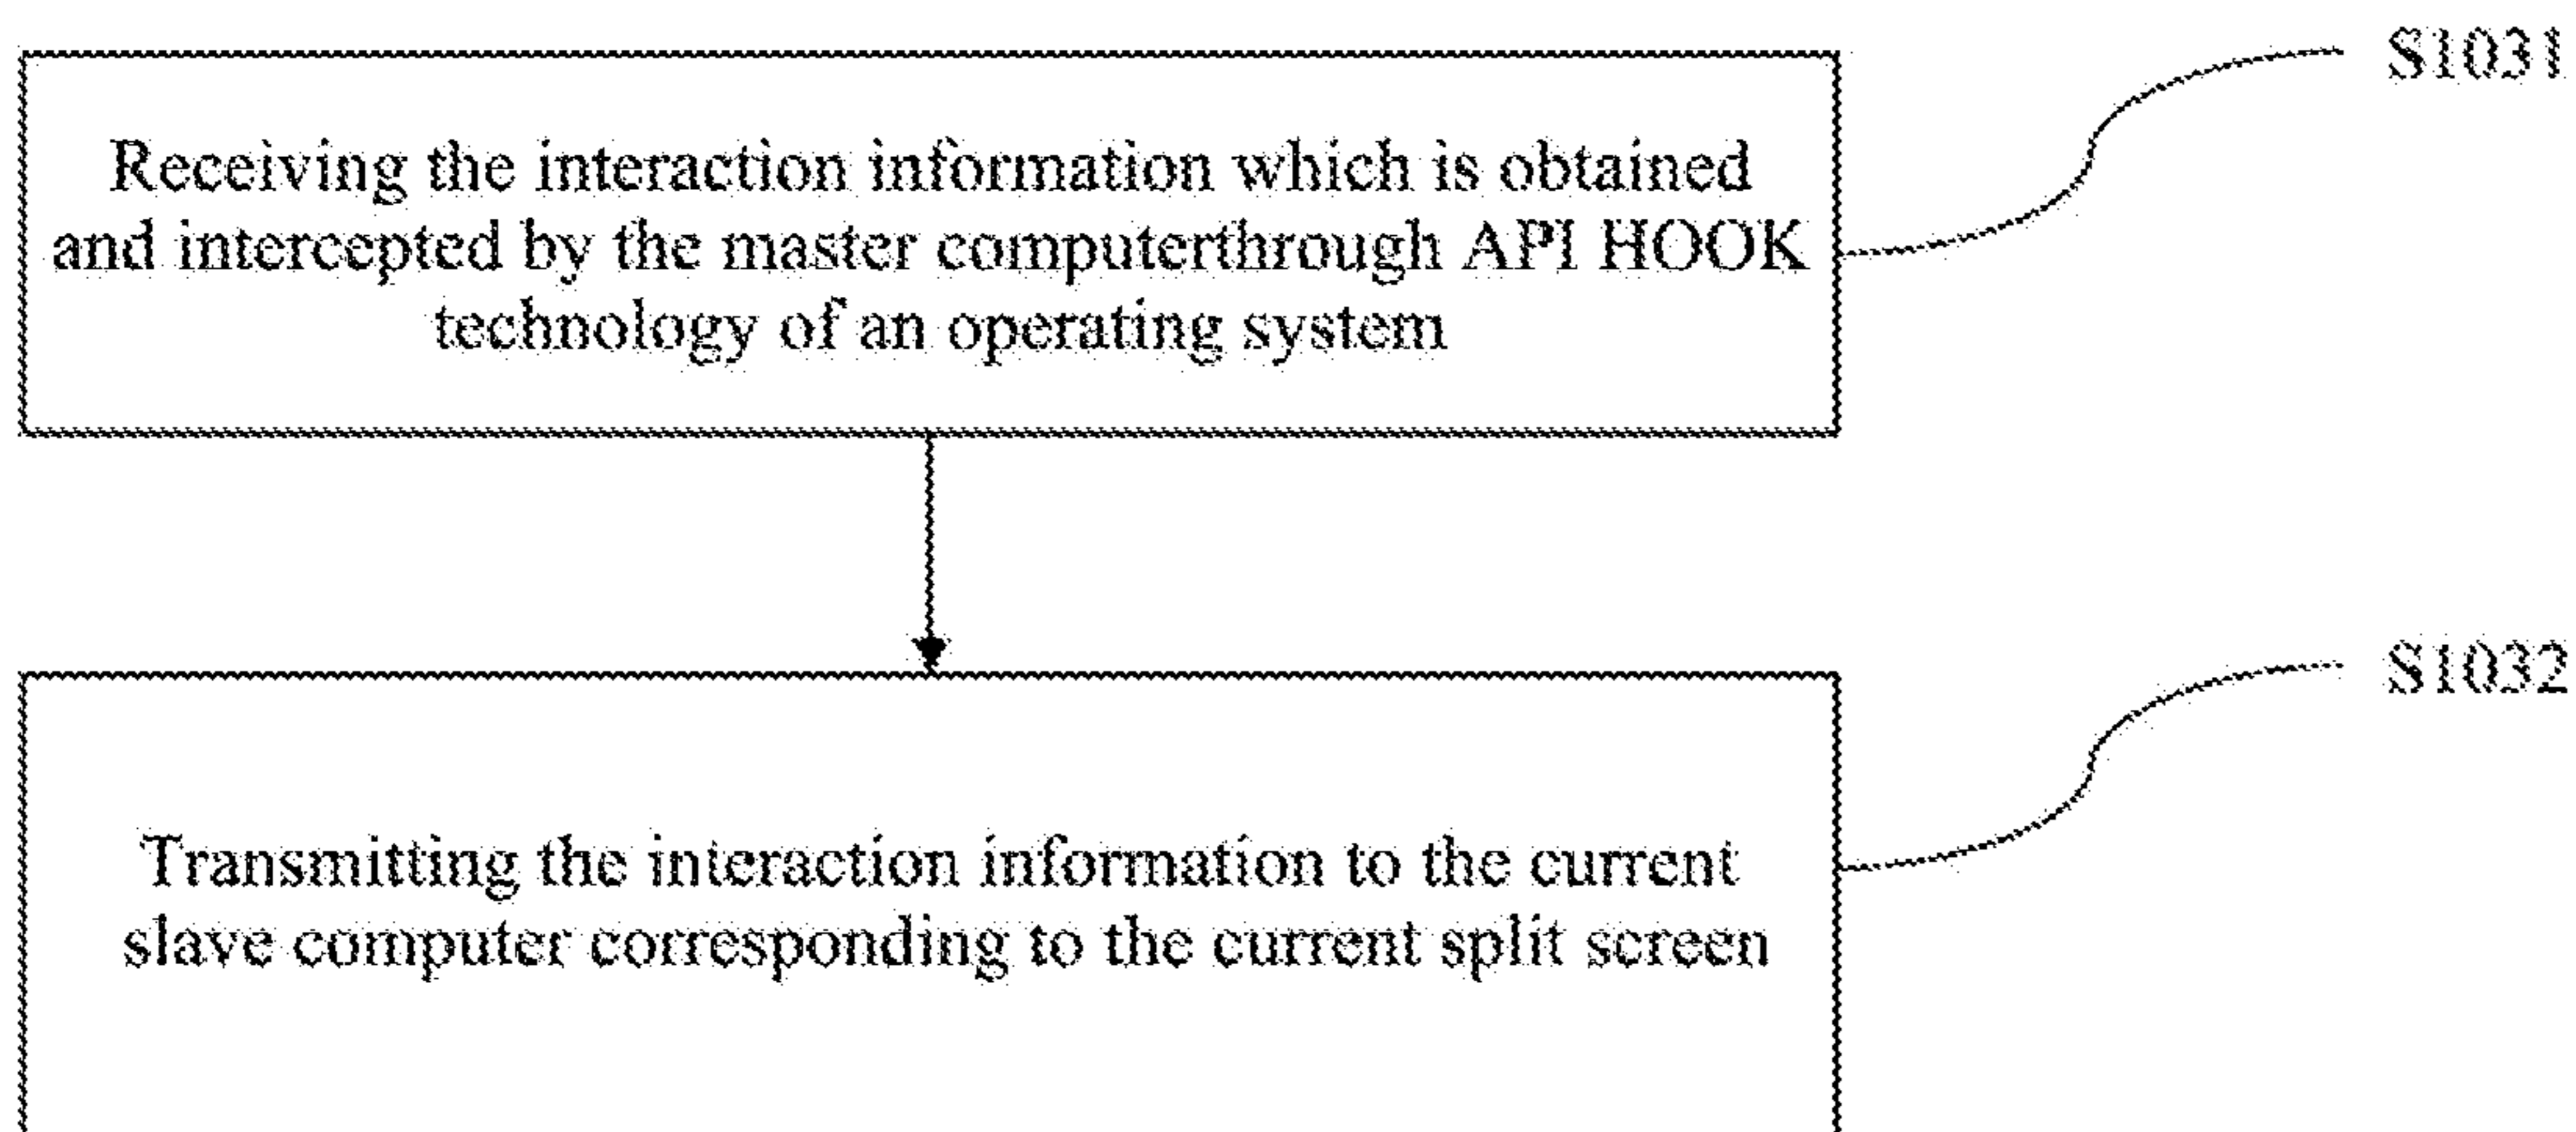 S1031
Receiving the interaction information which is obtained
and intercepted by the master computerthrough API HOOK
technology of an operating system
S1032
Transmitting the interaction information to the current
slave computer corresponding to the current split screen